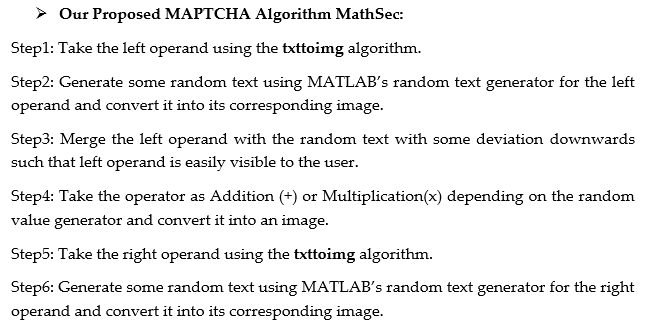 ➢ Our Proposed MAPTCHA Algorithm MathSec:
Step1: Take the left operand using the txttoimg algorithm.
Step2: Generate some random text using MATLAB's random text generator for the left
operand and convert it into its corresponding image.
Step3: Merge the left operand with the random text with some deviation downwards
such that left operand is easily visible to the user.
Step4: Take the operator as Addition (+) or Multiplication(x) depending on the random
value generator and convert it into an image.
Step5: Take the right operand using the txttoimg algorithm.
Step6: Generate some random text using MATLAB's random text generator for the right
operand and convert it into its corresponding image.